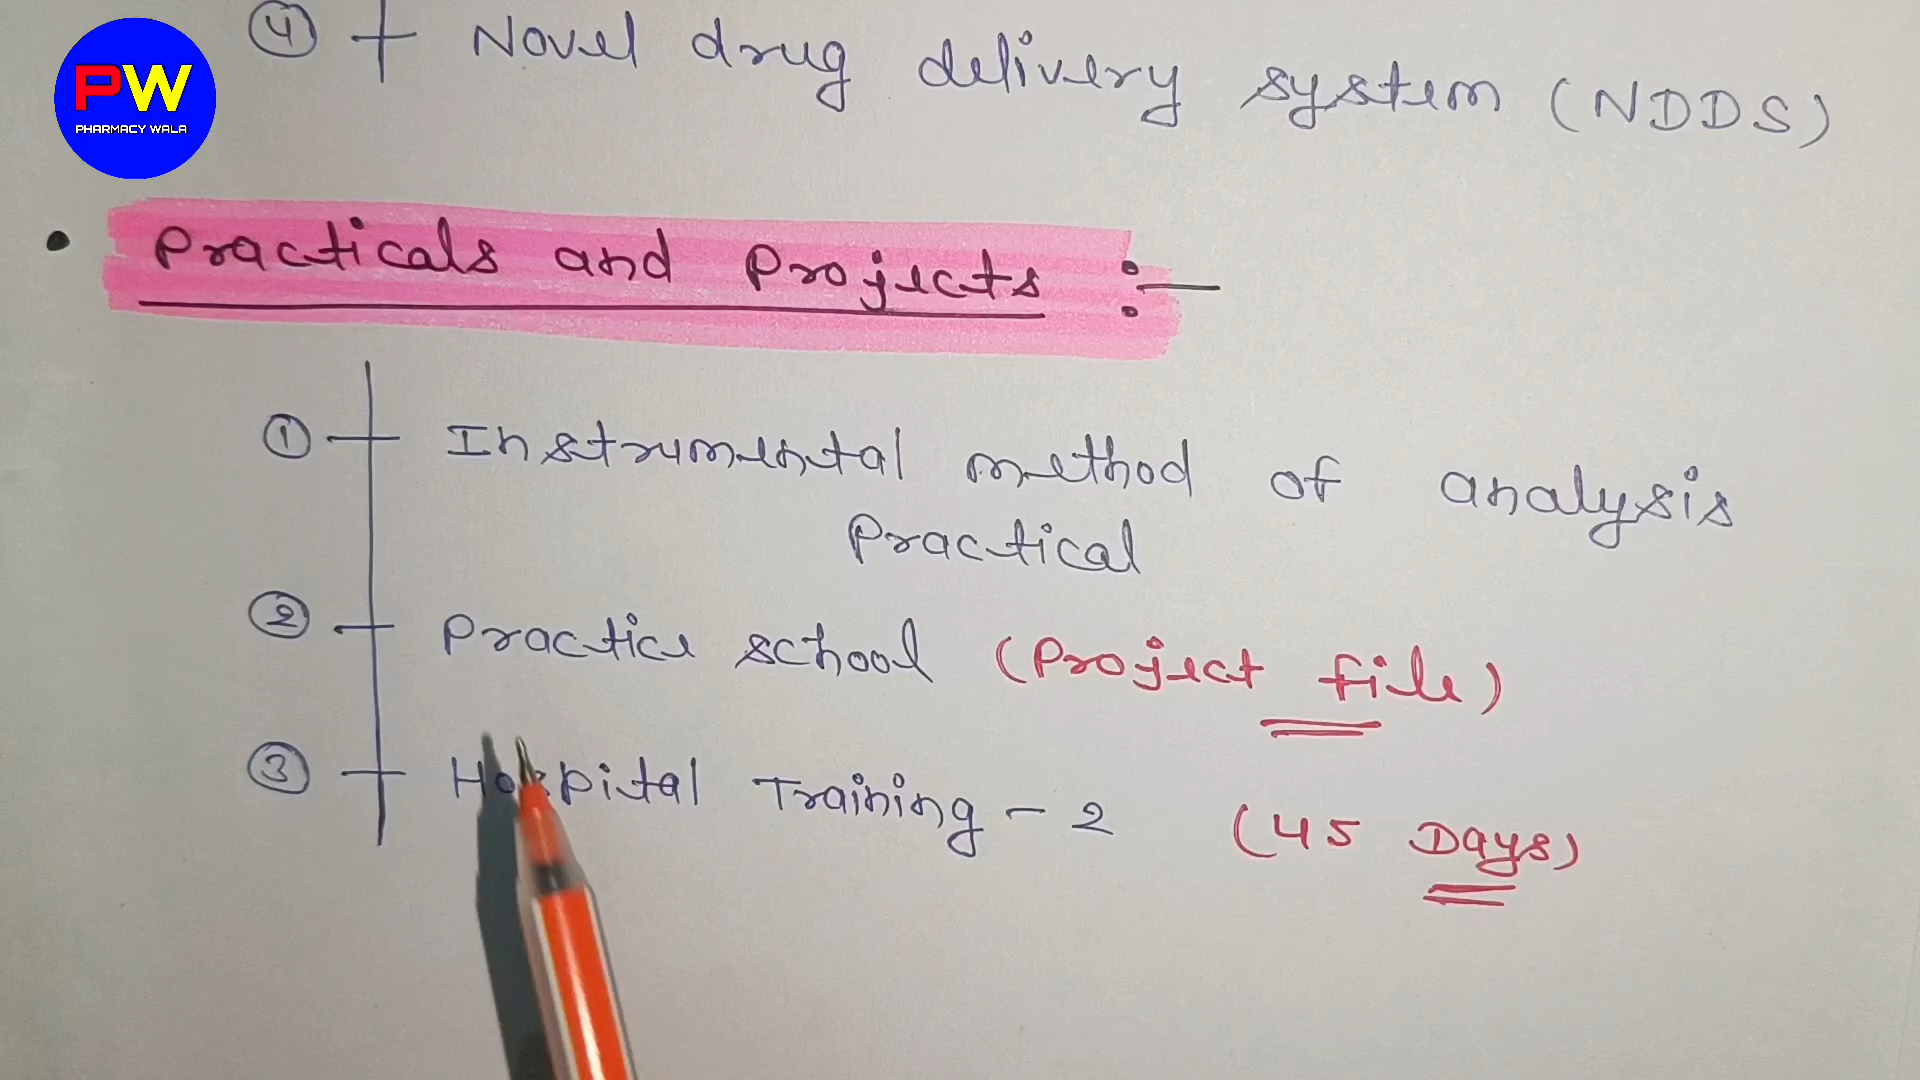 ④ Novel drug delivery system (NDDS)
PW
PHARMACY WALA
• Practicals and Projects :-
① Instrumental method of analysis
Practical
② Practice school (Project file)
③ Hospital Training - 2 (45 Days)